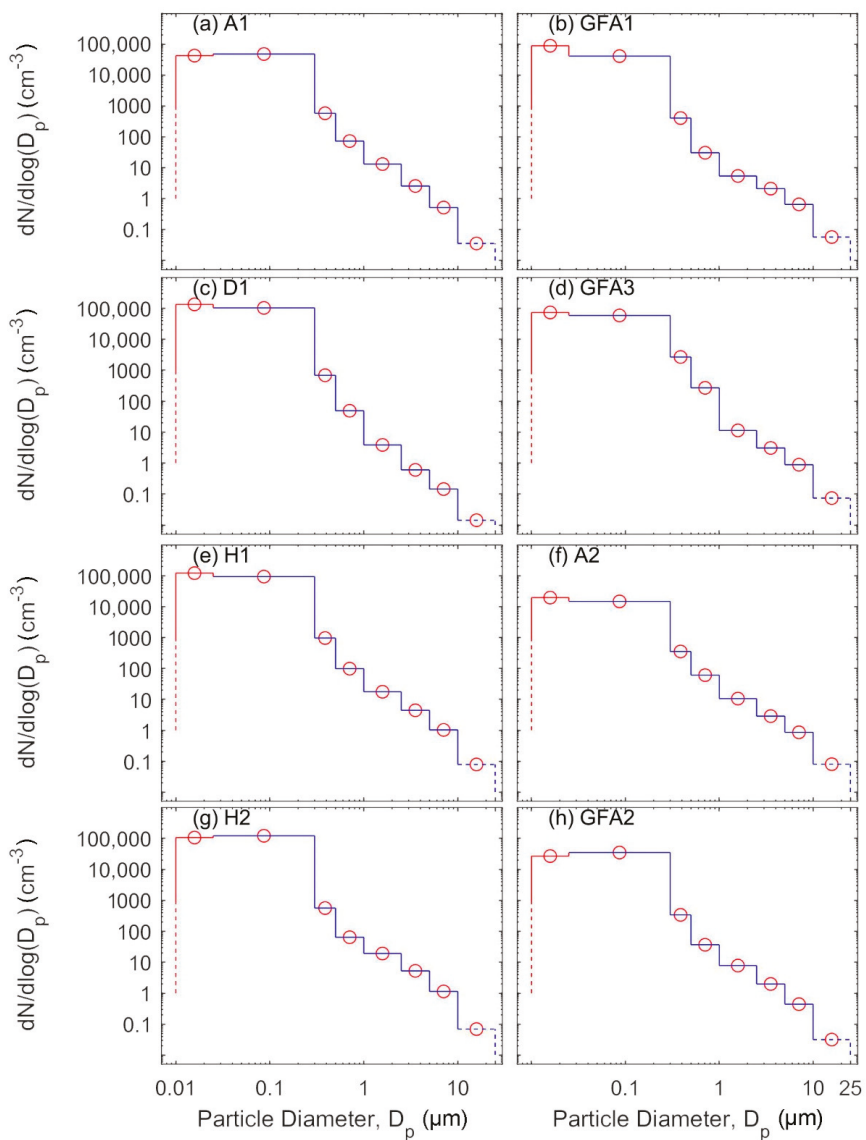 (a) A1
(b) GFA1
dN/dlog(Dp) (cm-3)
100,000
10,000
1000
100
10
1
0.1
(c) D1
(d) GFA3
dN/dlog(Dp) (cm-3)
100,000
10,000
1000
100
10
1
0.1
(e) H1
(f) A2
dN/dlog(Dp) (cm-3)
100,000
10,000
1000
100
10
1
0.1
(g) H2
(h) GFA2
dN/dlog(Dp) (cm-3)
100,000
10,000
1000
100
10
1
0.1
0.01 0.1 1 10
0.1 1 10 25
Particle Diameter, Dp (μm)
Particle Diameter, Dp (μm)